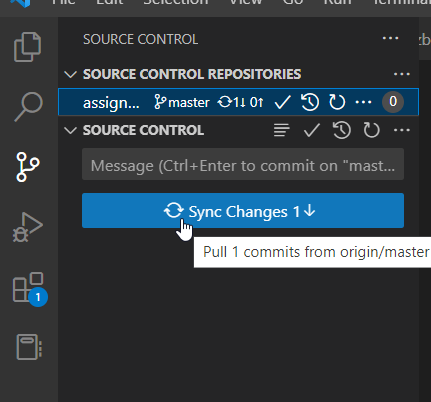 File Edit Selection View Go Run Terminal
SOURCE CONTROL
SOURCE CONTROL REPOSITORIES
assign... master 1↓ 0↑ 0
SOURCE CONTROL
Message (Ctrl+Enter to commit on "mast...
Sync Changes 1↓
Pull 1 commits from origin/master
1